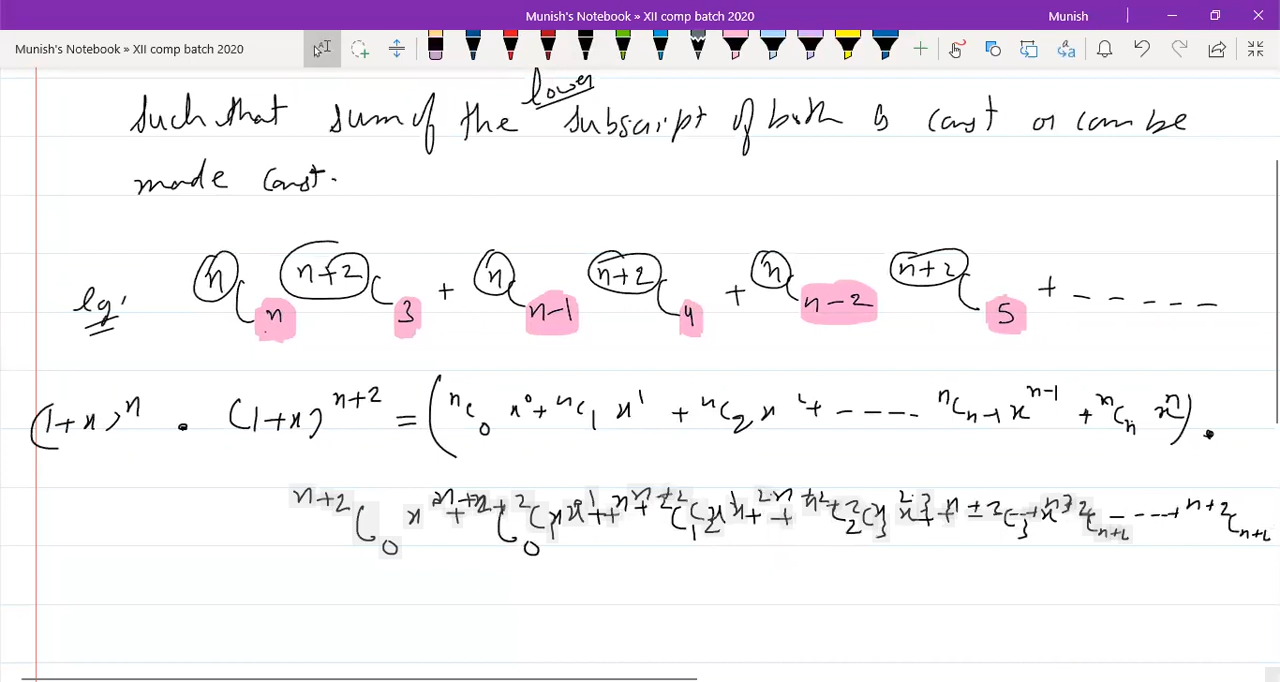 Munish's Notebook » XII comp batch 2020
Munish
Munish's Notebook » XII comp batch 2020
lower
such that sum of the subscript of both is const or can be
made const.
eg: ⁿCₙ ⁿ⁺²C₃ + ⁿCₙ₋₁ ⁿ⁺²C₄ + ⁿCₙ₋₂ ⁿ⁺²C₅ + - - - - -
(1+x)ⁿ . (1+x)ⁿ⁺² = (ⁿC₀ x⁰ + ⁿC₁ x¹ + ⁿC₂ x² + - - - - ⁿCₙ₋₁ xⁿ⁻¹ + ⁿCₙ xⁿ) .
ⁿ⁺²C₀